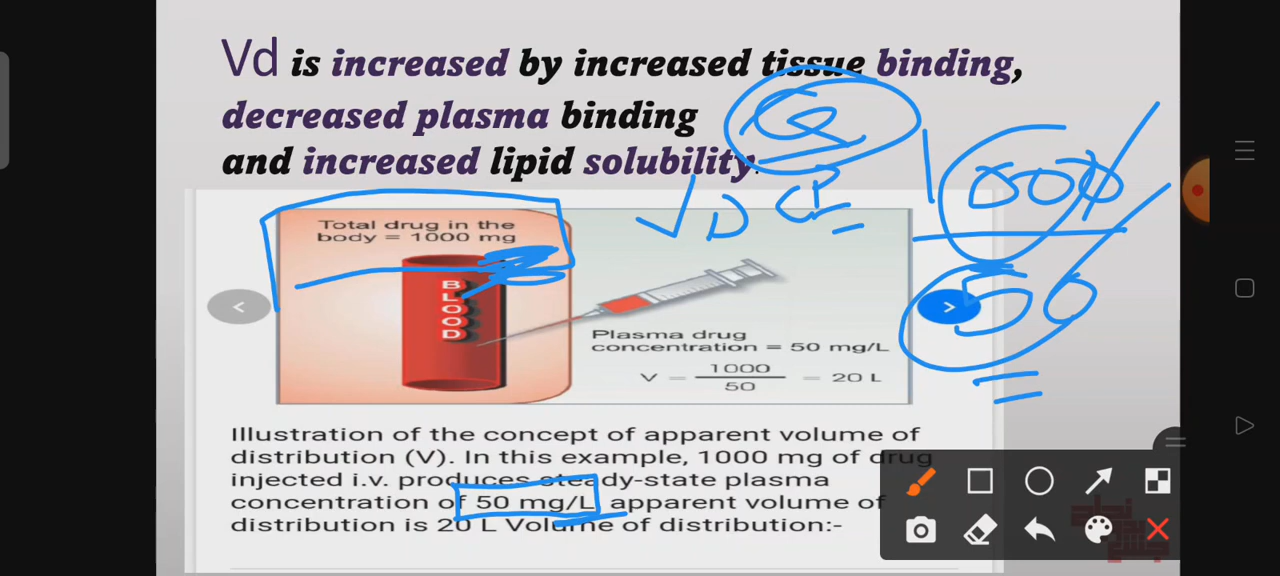 Vd is increased by increased tissue binding,
decreased plasma binding
and increased lipid solubility.
Q
VD CP
1000
50
Total drug in the
body = 1000 mg
BLOOD
Plasma drug
concentration = 50 mg/L
V = 1000/50 = 20 L
Illustration of the concept of apparent volume of
distribution (V). In this example, 1000 mg of drug
injected i.v. produces steady-state plasma
concentration of 50 mg/L apparent volume of
distribution is 20 L Volume of distribution:-